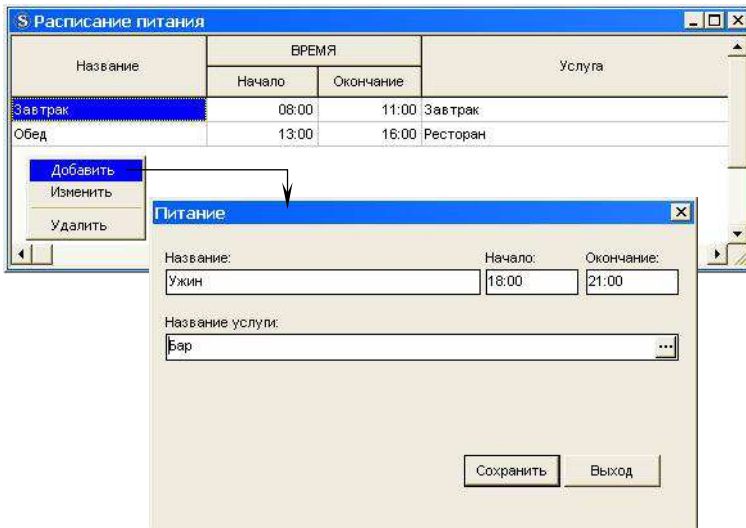 Расписание питания
Название ВРЕМЯ Услуга
Начало Окончание
Завтрак 08:00 11:00 Завтрак
Обед 13:00 16:00 Ресторан
Добавить
Изменить
Удалить
Питание
Название: Начало: Окончание:
Ужин 18:00 21:00
Название услуги:
Бар ...
Сохранить Выход